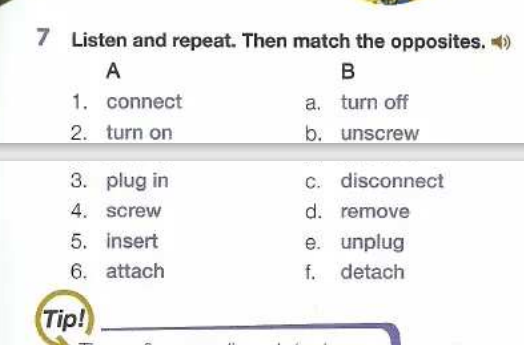 7 Listen and repeat. Then match the opposites.
A B
1. connect a. turn off
2. turn on b. unscrew
3. plug in c. disconnect
4. screw d. remove
5. insert e. unplug
6. attach f. detach
Tip!